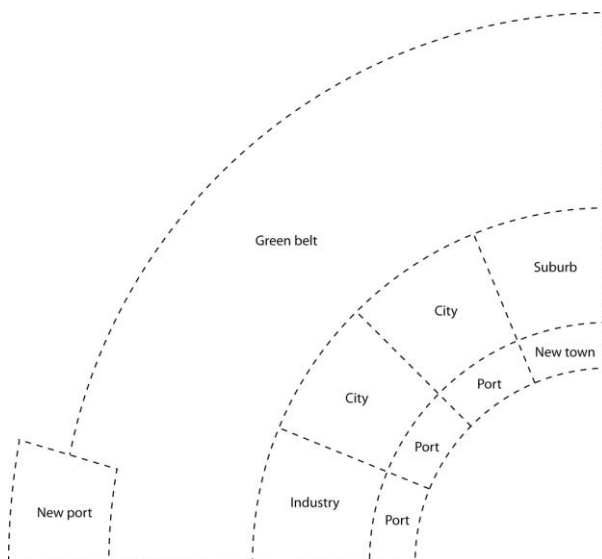 Green belt
Suburb
City
New town
Port
City
Port
Industry
New port
Port